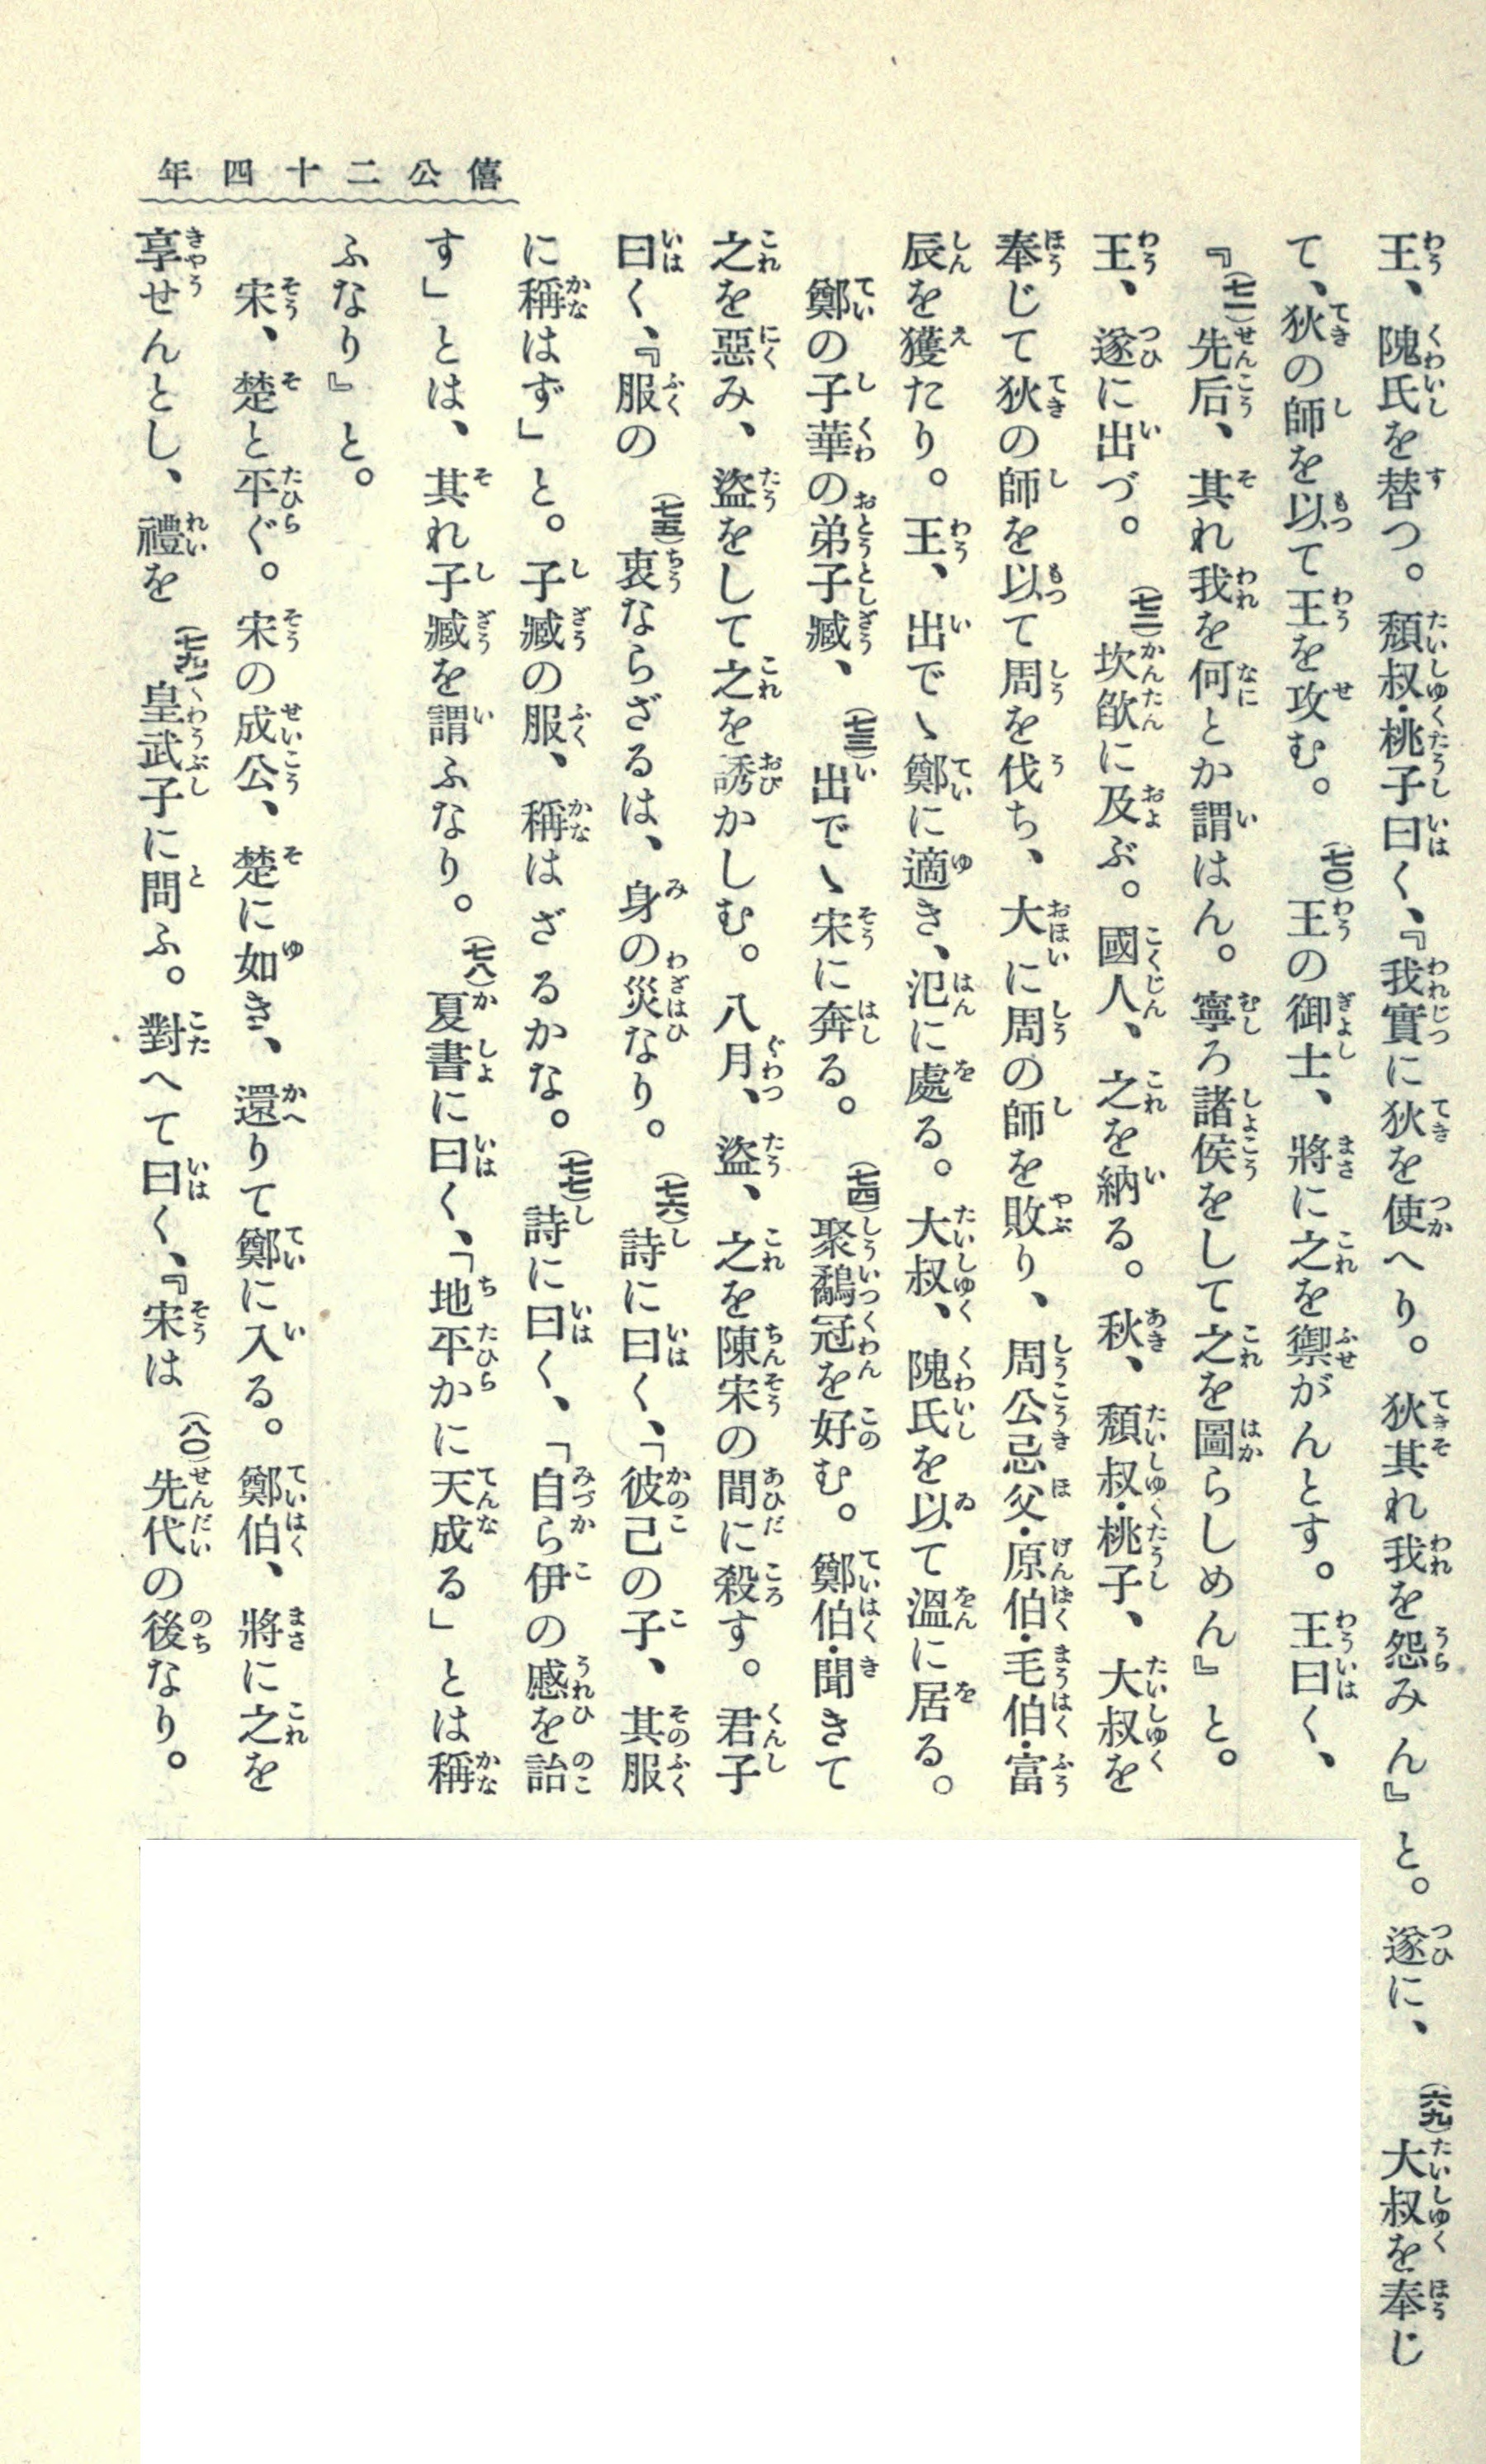 僖公二十四年
王、隗氏を替つ。頹叔・桃子曰く、『我實に狄を使へり。狄其れ我を怨みん』と。遂に、(六九)大叔を奉じ
て、狄の師を以て王を攻む。(七〇)王の御士、將に之を禦がんとす。王曰く、
『(七一)先后、其れ我を何とか謂はん。寧ろ諸侯をして之を圖らしめん』と。
王、遂に出づ。(七二)坎欿に及ぶ。國人、之を納る。秋、頹叔・桃子、大叔を
奉じて狄の師を以て周を伐ち、大に周の師を敗り、周公忌父・原伯・毛伯・富
辰を獲たり。王、出でゝ鄭に適き、氾に處る。大叔、隗氏を以て溫に居る。
鄭の子華の弟子臧、(七三)出でゝ宋に奔る。(七四)聚鷸冠を好む。鄭伯・聞きて
之を惡み、盜をして之を誘かしむ。八月、盜、之を陳宋の間に殺す。君子
曰く、『服の(七五)衷ならざるは、身の災なり。(七六)詩に曰く、「彼己の子、其服
に稱はず」と。子臧の服、稱はざるかな。(七七)詩に曰く、「自ら伊の慼を詒
す」とは、其れ子臧を謂ふなり。(七八)夏書に曰く、「地平かに天成る」とは稱
ふなり』と。
宋、楚と平ぐ。宋の成公、楚に如き、還りて鄭に入る。鄭伯、將に之を
享せんとし、禮を(七九)皇武子に問ふ。對へて曰く、『宋は(八〇)先代の後なり。